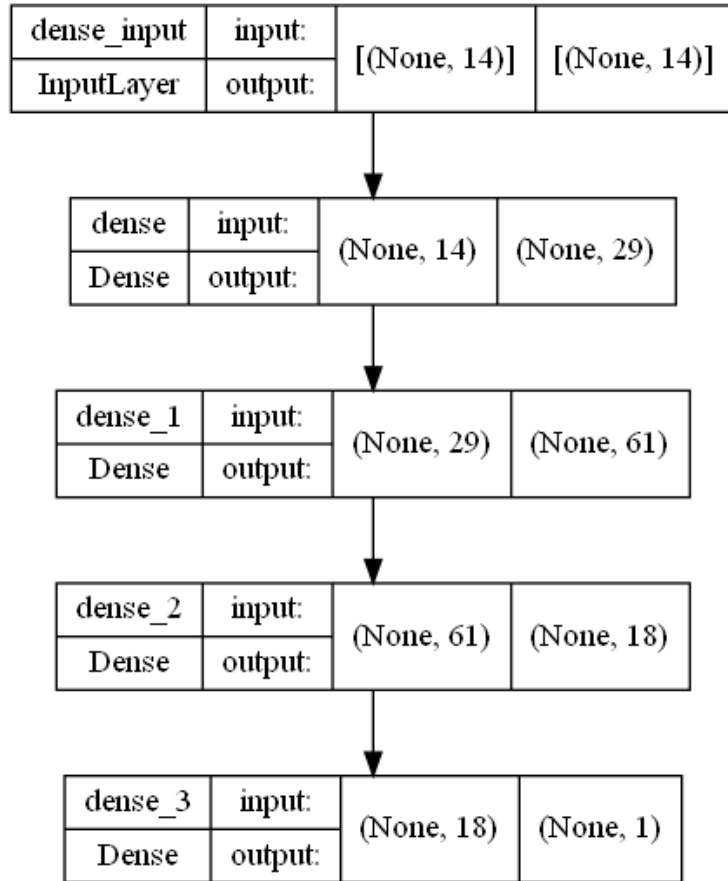 dense_input input: [(None, 14)] [(None, 14)]
InputLayer output:
dense input: (None, 14) (None, 29)
Dense output:
dense_1 input: (None, 29) (None, 61)
Dense output:
dense_2 input: (None, 61) (None, 18)
Dense output:
dense_3 input: (None, 18) (None, 1)
Dense output: